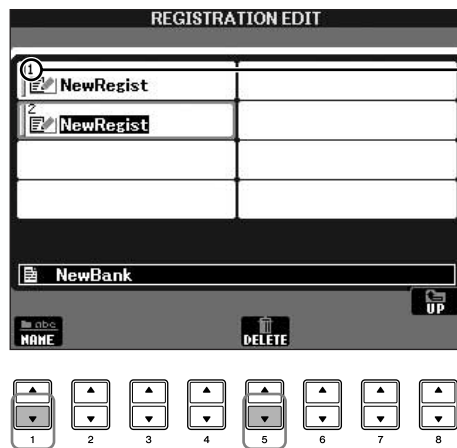 REGISTRATION EDIT
1
NewRegist
2
NewRegist
NewBank
UP
abc
NAME
DELETE
1 2 3 4 5 6 7 8